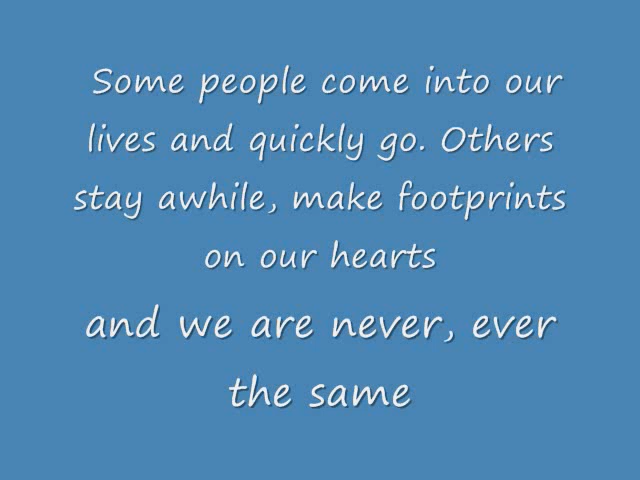 Some people come into our
lives and quickly go. Others
stay awhile, make footprints
on our hearts
and we are never, ever
the same